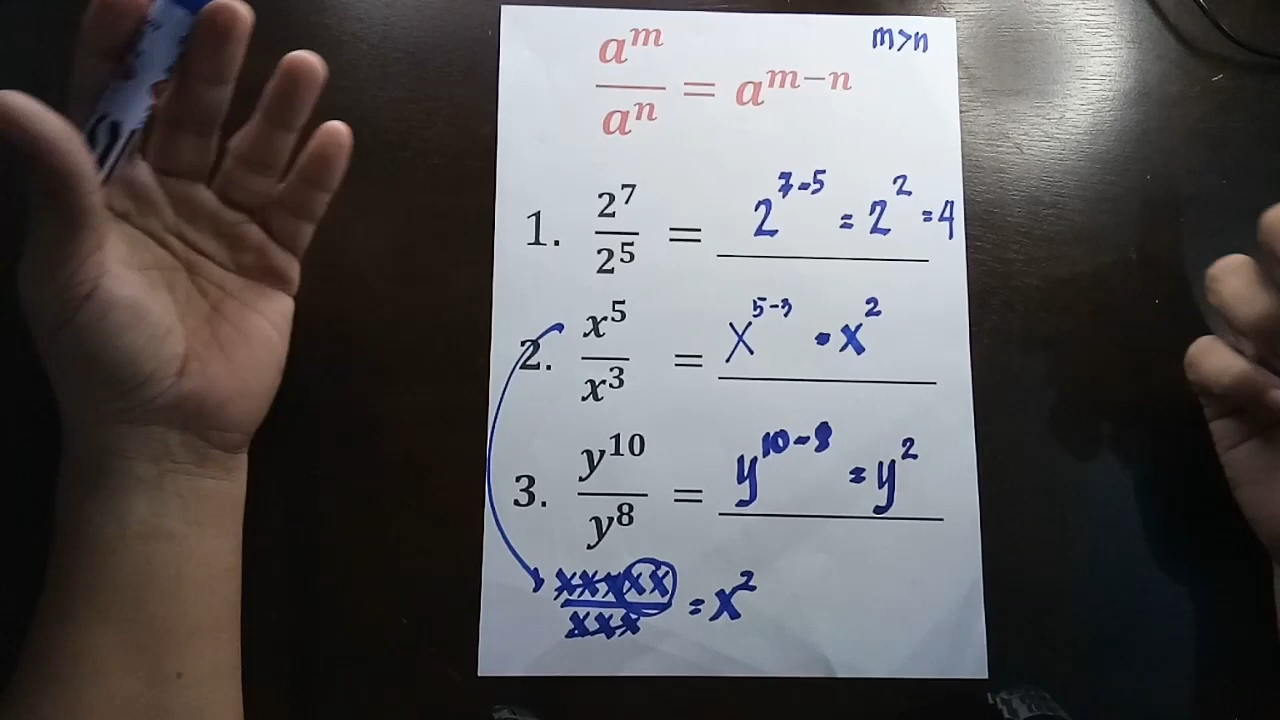 a^m / a^n = a^{m-n} m>n
1. 2^7 / 2^5 = 2^{7-5} = 2^2 = 4
2. x^5 / x^3 = x^{5-3} = x^2
3. y^10 / y^8 = y^{10-8} = y^2
xxxxx / xxx = x^2